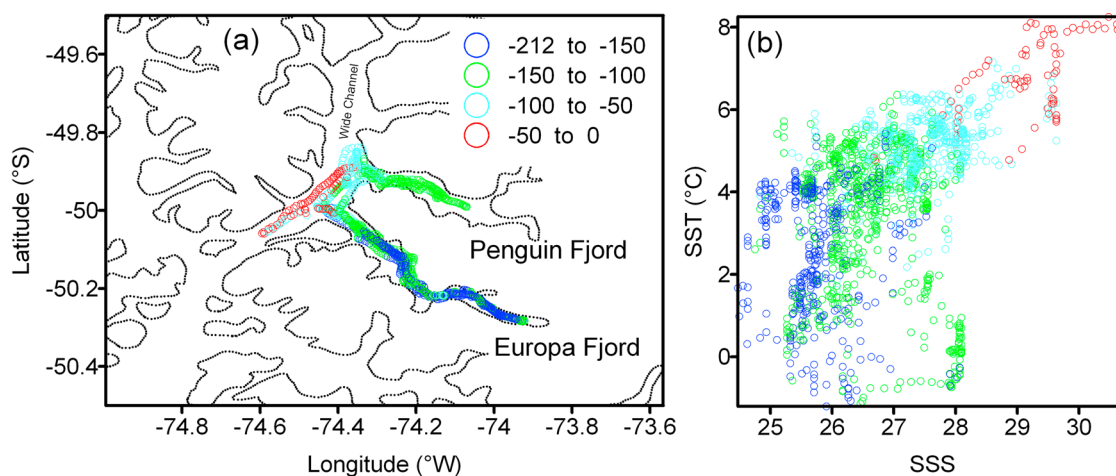 (a)
-212 to -150
-150 to -100
-100 to -50
-50 to 0
Wide Channel
Penguin Fjord
Europa Fjord
Latitude (°S)
-49.6
-49.8
-50
-50.2
-50.4
-74.8
-74.6
-74.4
-74.2
-74
-73.8
-73.6
Longitude (°W)
(b)
SST (°C)
8
6
4
2
0
25
26
27
28
29
30
SSS